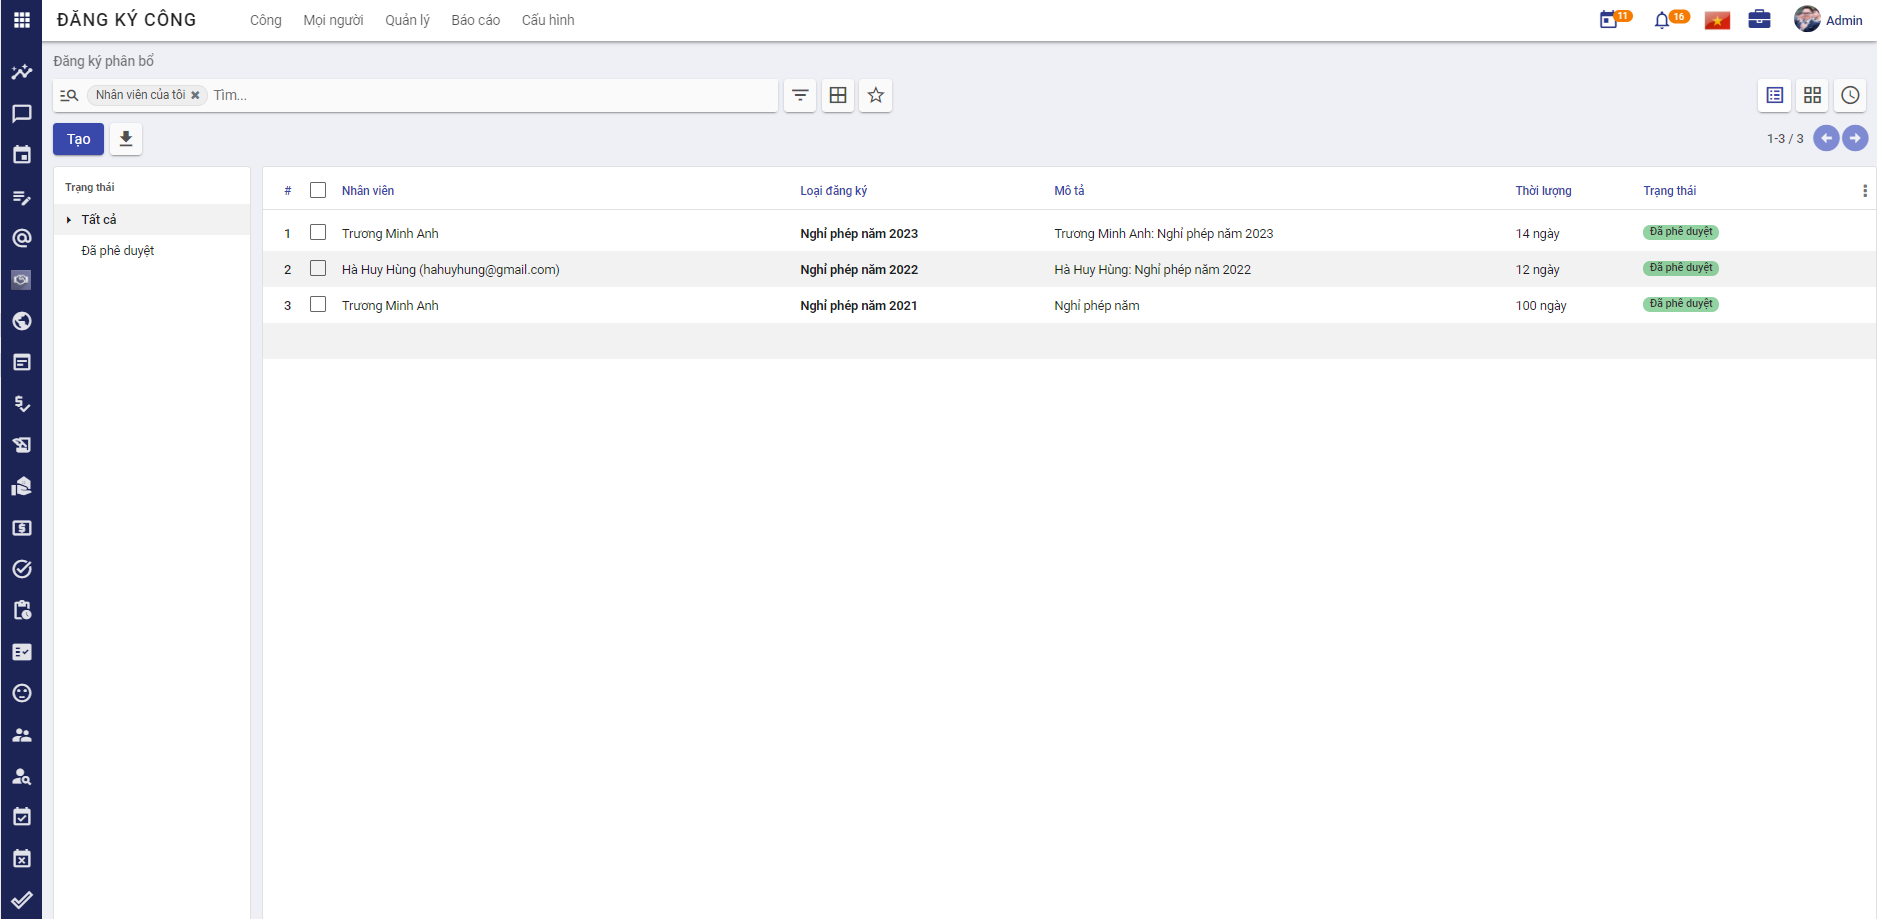 ĐĂNG KÝ CÔNG Công Mọi người Quản lý Báo cáo Cấu hình 11 16 Admin
Đăng ký phân bổ
Nhân viên của tôi Tìm...
Tạo 1-3 / 3
Trạng thái
Tất cả
Đã phê duyệt
# Nhân viên Loại đăng ký Mô tả Thời lượng Trạng thái
1 Trương Minh Anh Nghỉ phép năm 2023 Trương Minh Anh: Nghỉ phép năm 2023 14 ngày Đã phê duyệt
2 Hà Huy Hùng (hahuyhung@gmail.com) Nghỉ phép năm 2022 Hà Huy Hùng: Nghỉ phép năm 2022 12 ngày Đã phê duyệt
3 Trương Minh Anh Nghỉ phép năm 2021 Nghỉ phép năm 100 ngày Đã phê duyệt